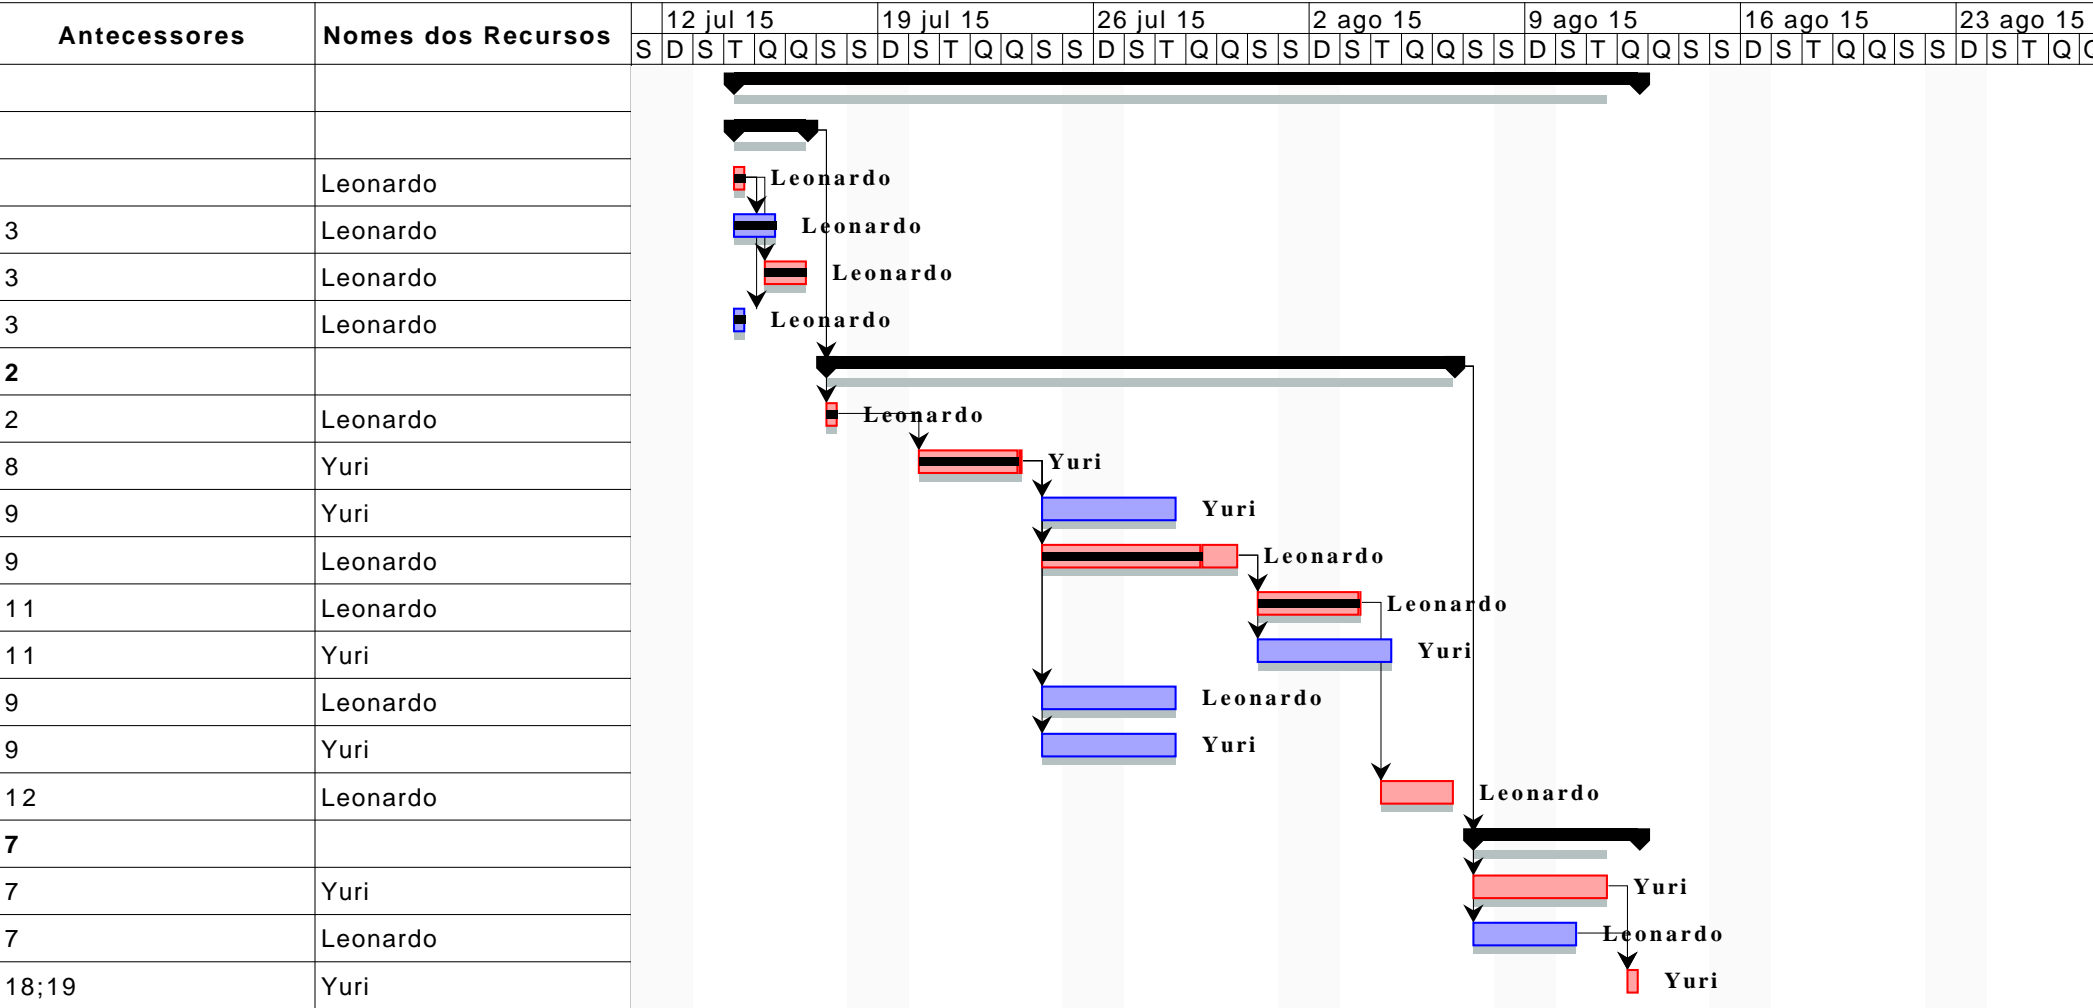 Antecessores Nomes dos Recursos 12 jul 15 19 jul 15 26 jul 15 2 ago 15 9 ago 15 16 ago 15 23 ago 15
S D S T Q Q S S D S T Q Q S S D S T Q Q S S D S T Q Q S S D S T Q Q S S D S T Q Q S S D S T Q Q
Leonardo Leonardo
3 Leonardo Leonardo
3 Leonardo Leonardo
3 Leonardo Leonardo
2
2 Leonardo Leonardo
8 Yuri Yuri
9 Yuri Yuri
9 Leonardo Leonardo
11 Leonardo Leonardo
11 Yuri Yuri
9 Leonardo Leonardo
9 Yuri Yuri
12 Leonardo Leonardo
7
7 Yuri Yuri
7 Leonardo Leonardo
18;19 Yuri Yuri